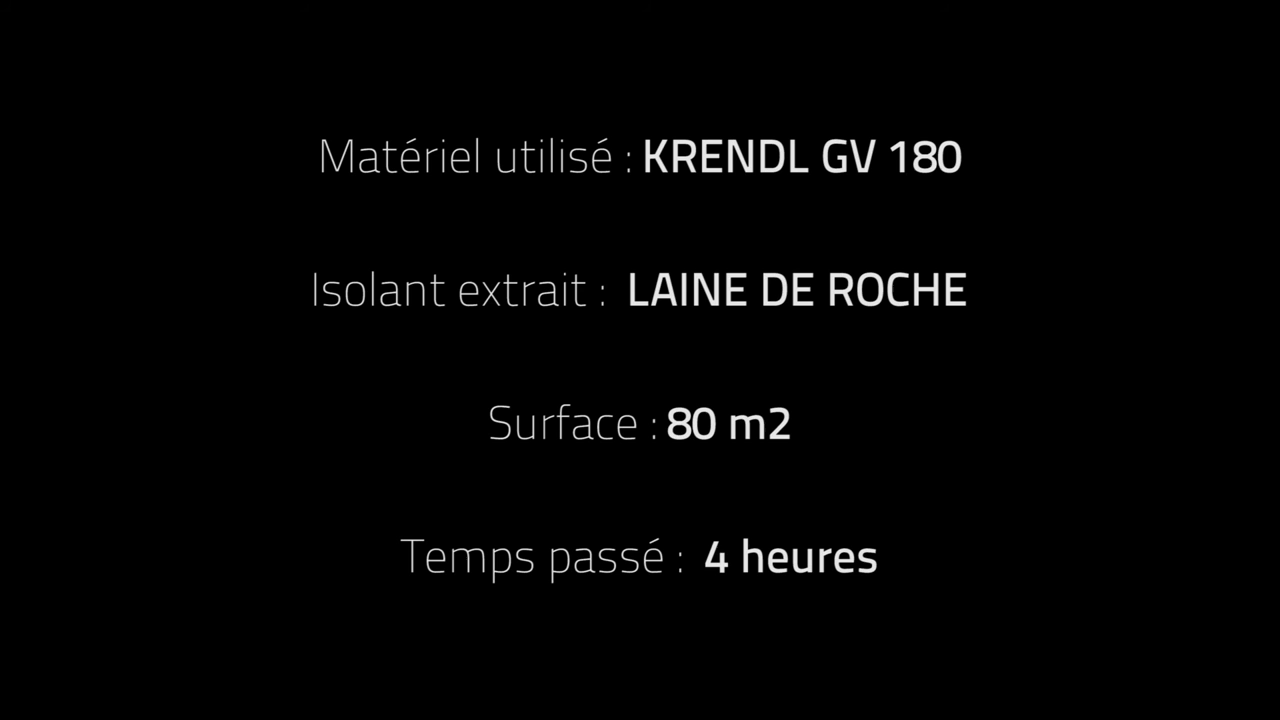 Matériel utilisé : KRENDL GV 180
Isolant extrait : LAINE DE ROCHE
Surface : 80 m2
Temps passé : 4 heures